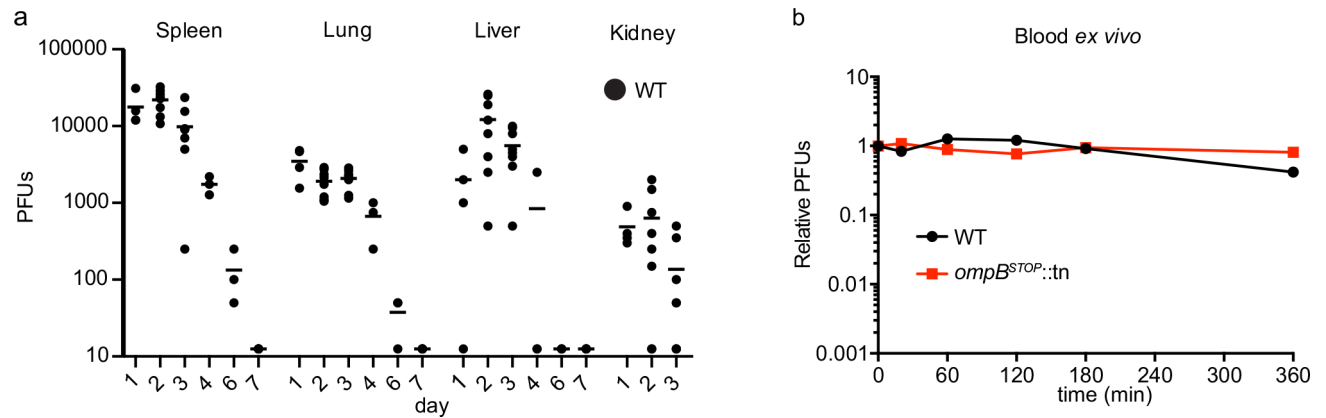 a
Spleen Lung Liver Kidney
WT
PFUs
100000
10000
1000
100
10
1 2 3 4 6 7 1 2 3 4 6 7 1 2 3 4 6 7 1 2 3
day
b
Blood ex vivo
Relative PFUs
10
1
0.1
0.01
0.001
WT
ompBSTOP::tn
0 60 120 180 240 300 360
time (min)